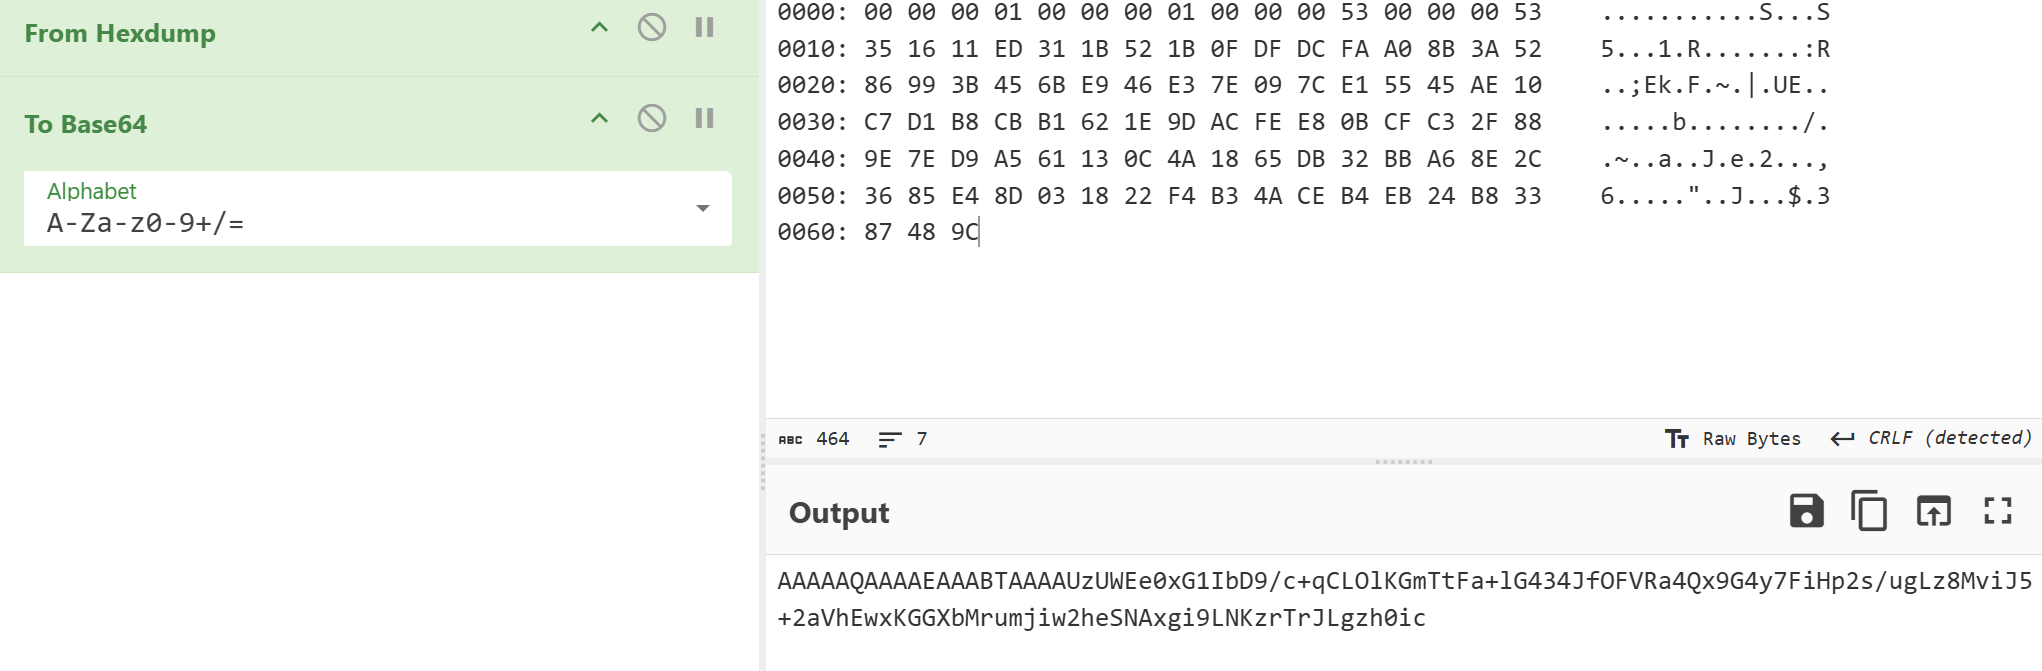 From Hexdump
To Base64
Alphabet
A-Za-z0-9+/=
0000: 00 00 00 01 00 00 00 01 00 00 00 53 00 00 00 53    ...........S...S
0010: 35 16 11 ED 31 1B 52 1B 0F DF DC FA A0 8B 3A 52    5...1.R.......:R
0020: 86 99 3B 45 6B E9 46 E3 7E 09 7C E1 55 45 AE 10    ..;Ek.F.~.|.UE..
0030: C7 D1 B8 CB B1 62 1E 9D AC FE E8 0B CF C3 2F 88    .....b......../.
0040: 9E 7E D9 A5 61 13 0C 4A 18 65 DB 32 BB A6 8E 2C    .~..a..J.e.2...,
0050: 36 85 E4 8D 03 18 22 F4 B3 4A CE B4 EB 24 B8 33    6....."..J...$.3
0060: 87 48 9C
ABC 464 7 Tт Raw Bytes CRLF (detected)
Output
AAAAAQAAAAEAAABTAAAAUzUWEe0xG1IbD9/c+qCLOlKGmTtFa+lG434JfOFVRa4Qx9G4y7FiHp2s/ugLz8MviJ5
+2aVhEwxKGGXbMrumjiw2heSNAxgi9LNKzrTrJLgzh0ic